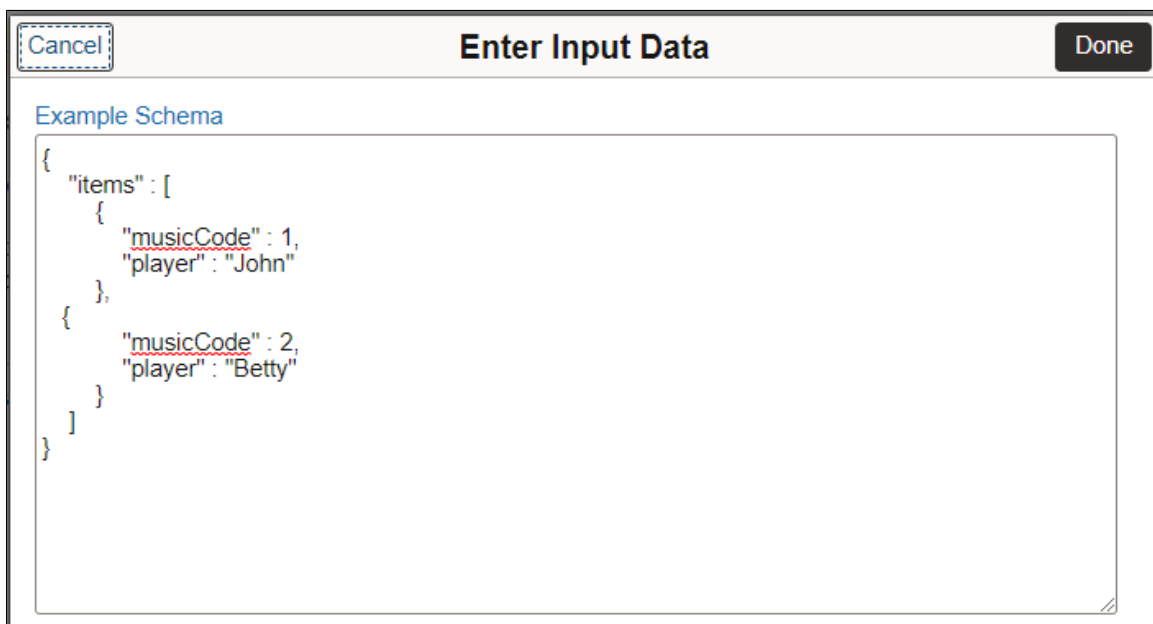 Cancel
Enter Input Data
Done
Example Schema
{
"items" : [
{
"musicCode" : 1,
"player" : "John"
},
{
"musicCode" : 2,
"player" : "Betty"
}
]
}